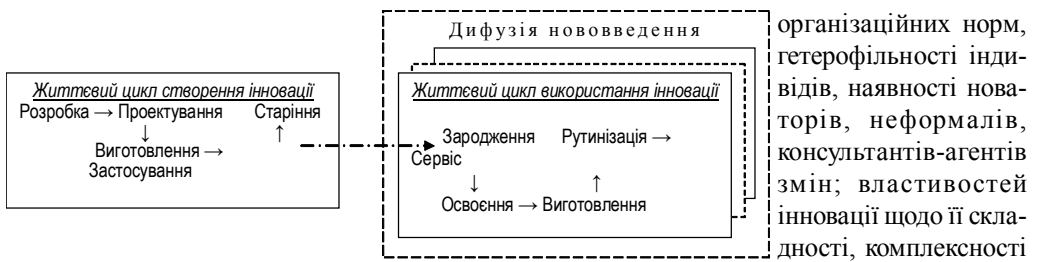 Дифузія нововведення
Життєвий цикл створення інновації
Розробка → Проектування Старіння
↓ ↑
Виготовлення →
Застосування
Життєвий цикл використання інновації
Зародження Рутинізація →
Сервіс
↓ ↑
Освоєння → Виготовлення
організаційних норм,
гетерофільності інди-
відів, наявності нова-
торів, неформалів,
консультантів-агентів
змін; властивостей
інновації щодо її скла-
дності, комплексності